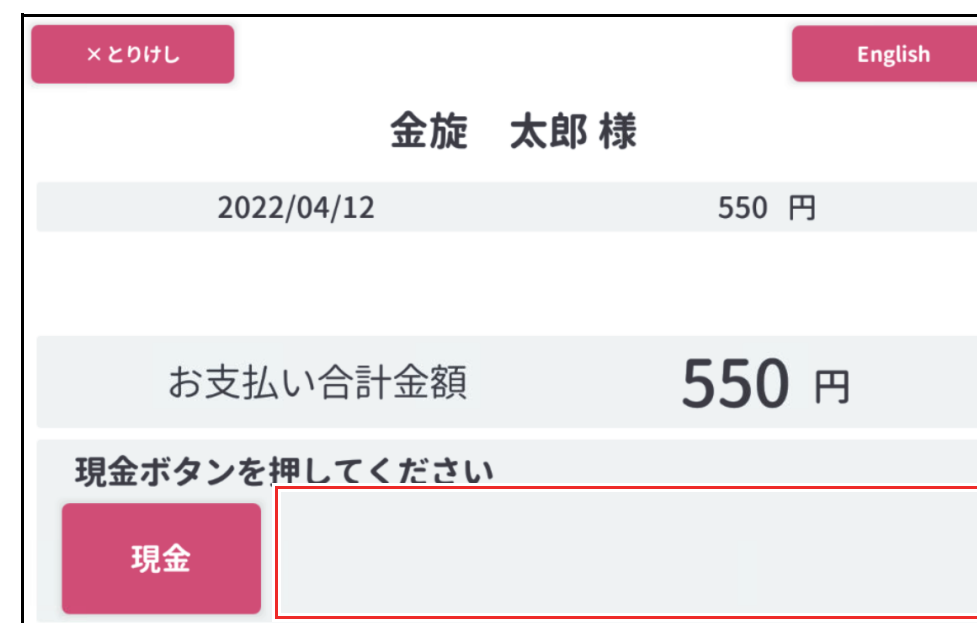 ×とりけし
English
金旋　太郎 様
2022/04/12 550 円
お支払い合計金額 550 円
現金ボタンを押してください
現金